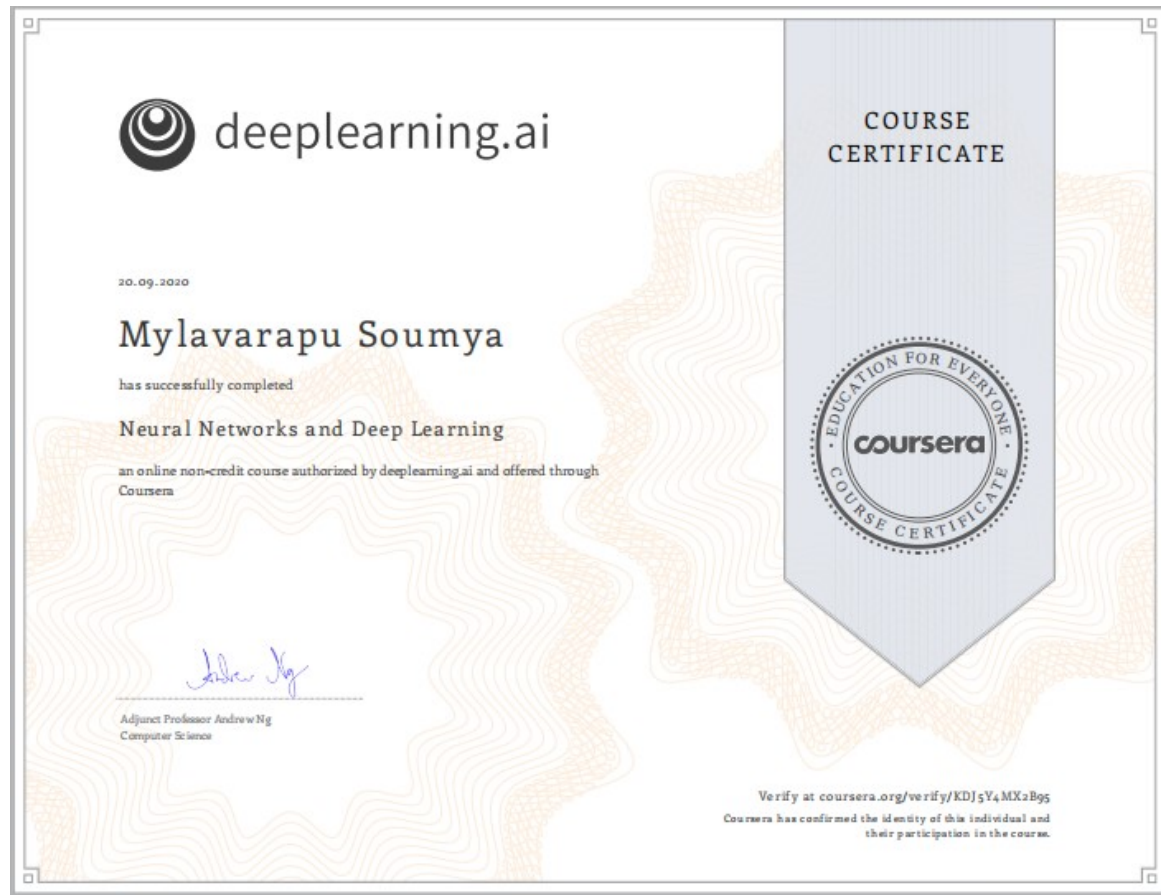 deeplearning.ai
COURSE
CERTIFICATE
20.09.2020
Mylavarapu Soumya
has successfully completed
Neural Networks and Deep Learning
an online non-credit course authorized by deeplearning.ai and offered through
Coursera
EDUCATION FOR EVERYONE
coursera
COURSE CERTIFICATE
Andrew Ng
Adjunct Professor Andrew Ng
Computer Science
Verify at coursera.org/verify/KDJ5Y4MX2B95
Coursera has confirmed the identity of this individual and
their participation in the course.